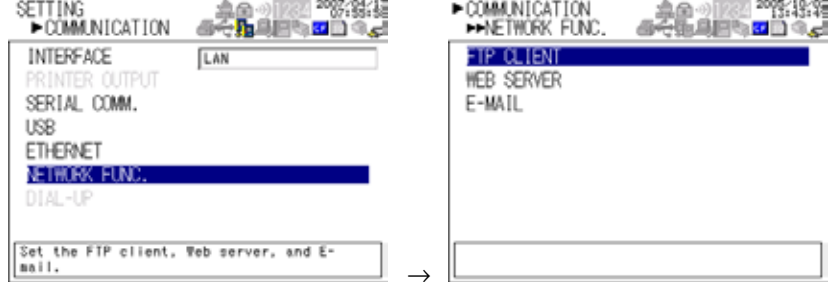 SETTING
▶COMMUNICATION
INTERFACE LAN
PRINTER OUTPUT
SERIAL COMM.
USB
ETHERNET
NETWORK FUNC.
DIAL-UP
Set the FTP client, Web server, and E-
mail.
→
▶COMMUNICATION
▶▶NETWORK FUNC.
1234
FTP CLIENT
WEB SERVER
E-MAIL